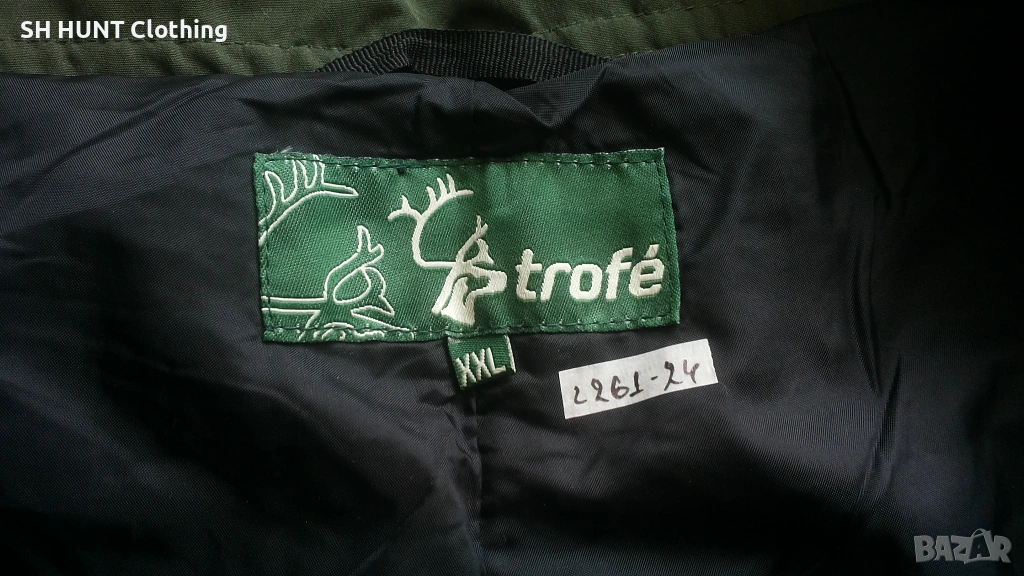 SH HUNT Clothing
trofé
XXL
2261-24
BAZAR